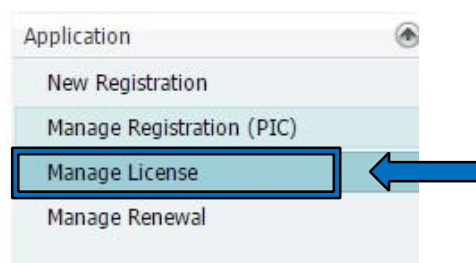 Application
New Registration
Manage Registration (PIC)
Manage License
Manage Renewal